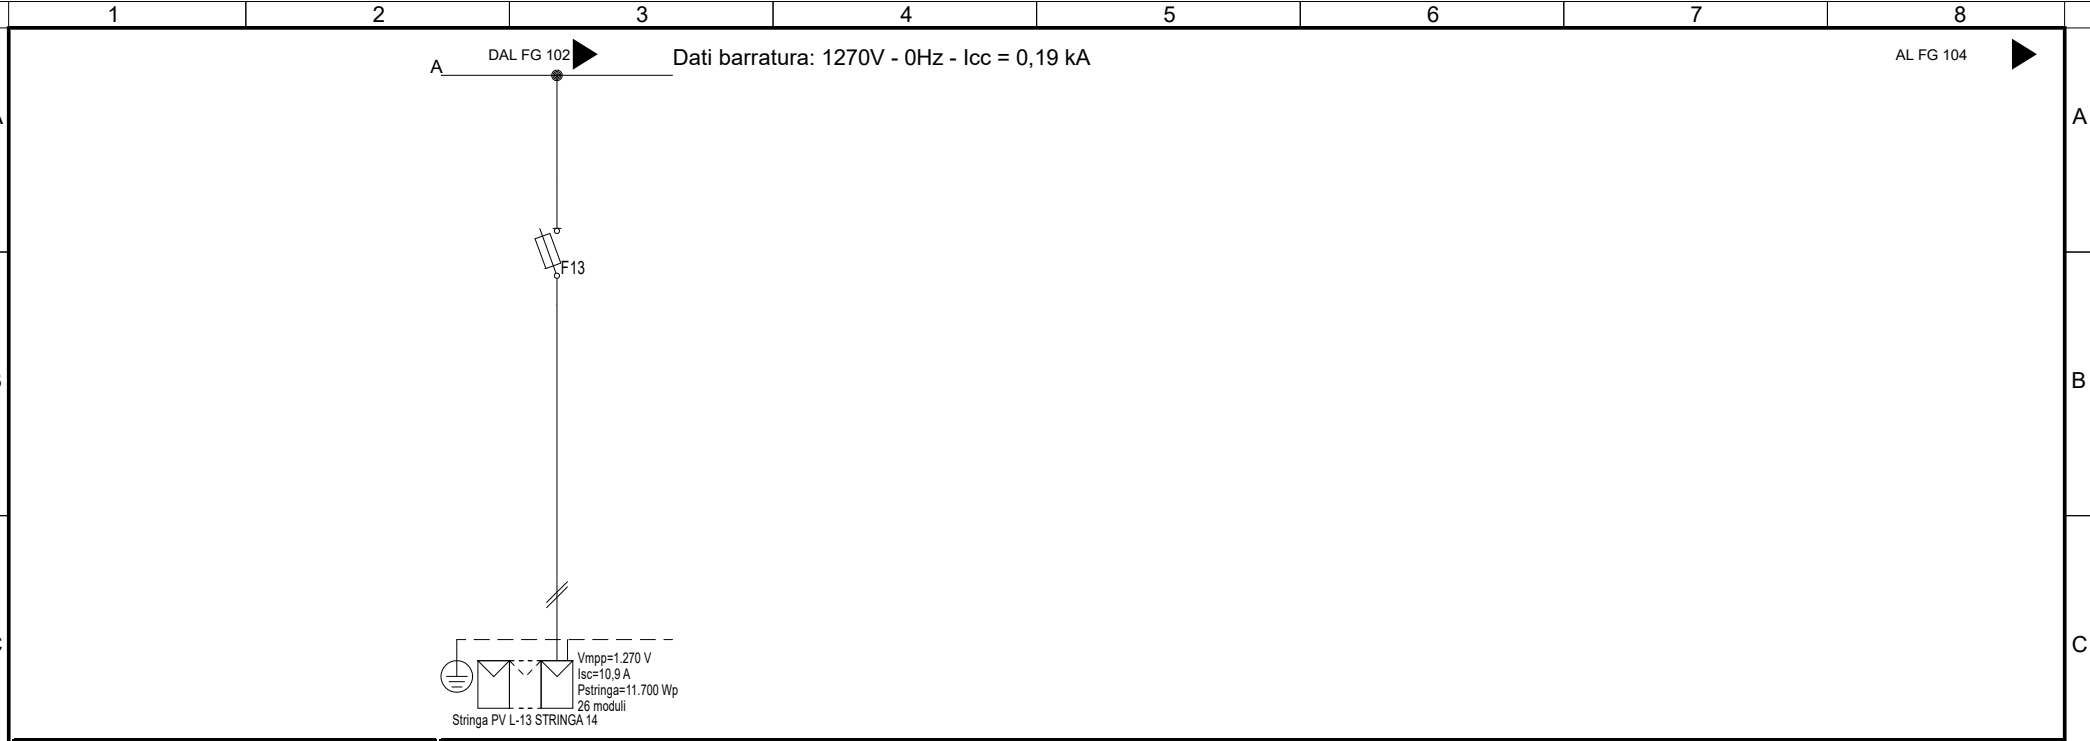 1 2 3 4 5 6 7 8
DAL FG 102
Dati barratura: 1270V - 0Hz - Icc = 0,19 kA
AL FG 104
A
A
F13
B
C
Vmpp=1.270 V
Isc=10,9 A
Pstringa=11.700 Wp
26 moduli
Stringa PV L-13 STRINGA 14